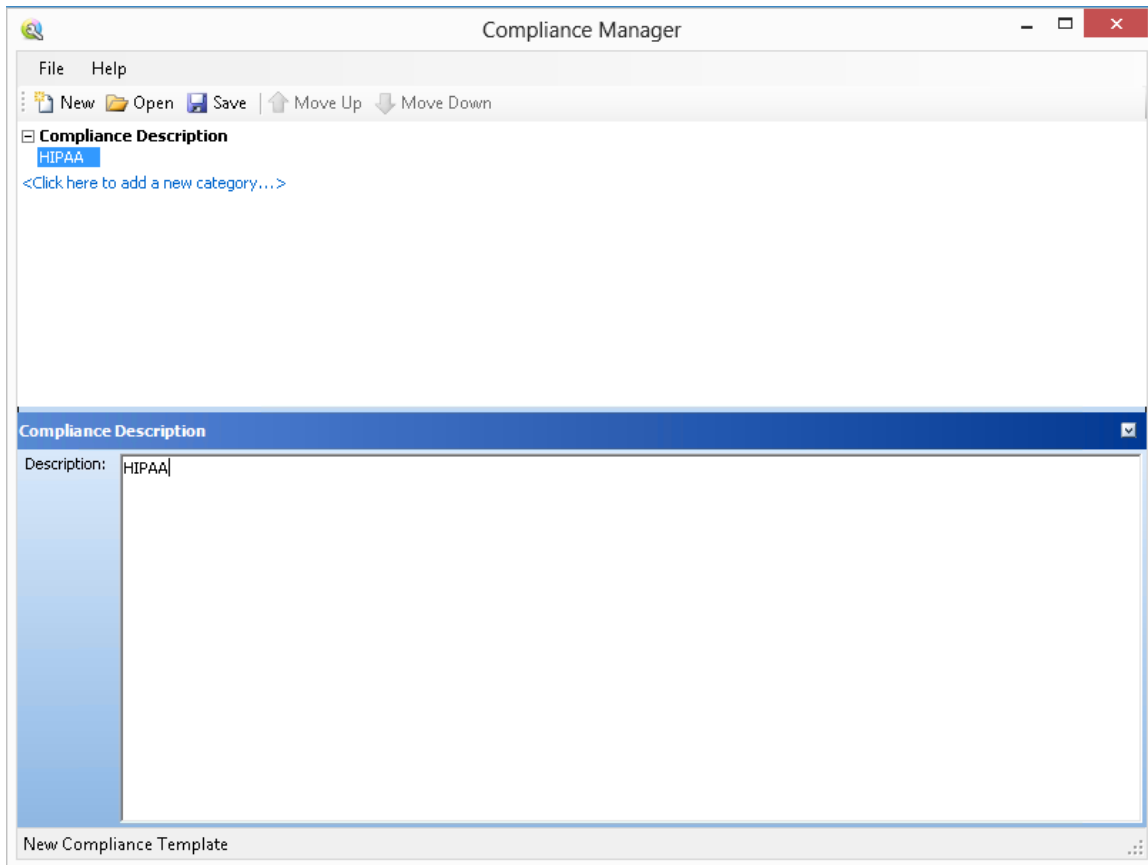 Compliance Manager
File Help
New Open Save Move Up Move Down
Compliance Description
HIPAA
<Click here to add a new category...>
Compliance Description
Description: HIPAA
New Compliance Template